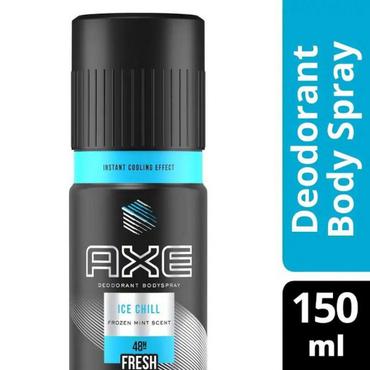 INSTANT COOLING EFFECT
AXE
DEODORANT BODYSPRAY
ICE CHILL
FROZEN MINT SCENT
48H
FRESH
Deodorant
Body Spray
150
ml